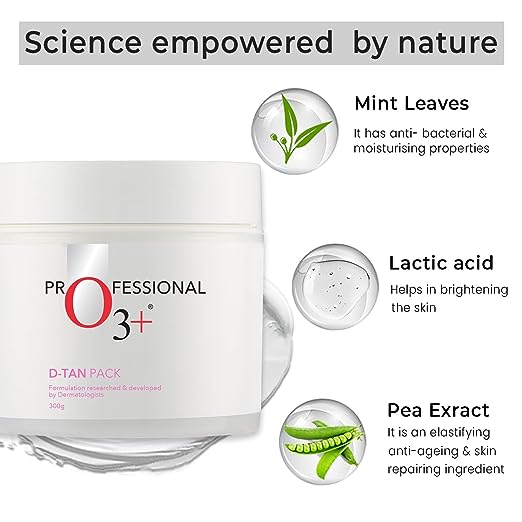 Science empowered by nature
Mint Leaves
It has anti- bacterial &
moisturising properties
PROFESSIONAL
O3+®
D-TAN PACK
Formulation researched & developed
by Dermatologists
300g
Lactic acid
Helps in brightening
the skin
Pea Exract
It is an elastifying
anti-ageing & skin
repairing ingredient